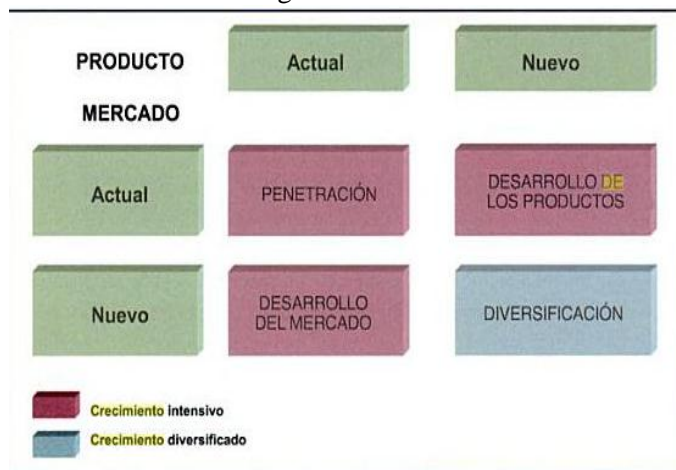 PRODUCTO
Actual
Nuevo
MERCADO
Actual
PENETRACIÓN
DESARROLLO DE
LOS PRODUCTOS
Nuevo
DESARROLLO
DEL MERCADO
DIVERSIFICACIÓN
Crecimiento intensivo
Crecimiento diversificado